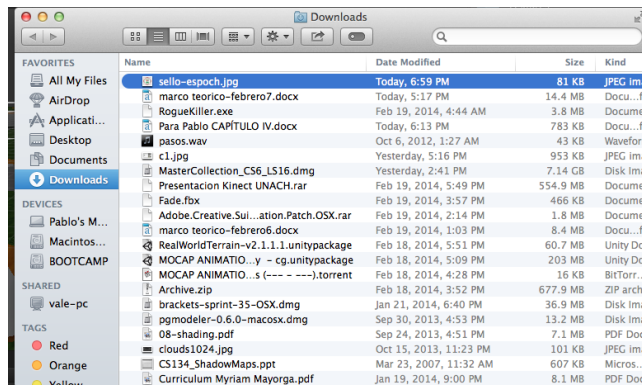 Downloads
Name Date Modified Size Kind
FAVORITES
All My Files
AirDrop
Applicati...
Desktop
Documents
Downloads
DEVICES
Pablo's M...
Macintos...
BOOTCAMP
SHARED
vale-pc
TAGS
Red
Orange
Yellow
sello-espoch.jpg Today, 6:59 PM 81 KB JPEG ima
marco teorico-febrero7.docx Today, 5:17 PM 14.4 MB Docu...f
RogueKiller.exe Feb 19, 2014, 4:44 AM 3.8 MB Docume
Para Pablo CAPÍTULO IV.docx Today, 6:13 PM 783 KB Docu...f
pasos.wav Oct 6, 2012, 1:27 AM 43 KB Wavefor
c1.jpg Yesterday, 5:16 PM 953 KB JPEG ima
MasterCollection_CS6_LS16.dmg Yesterday, 2:41 PM 7.14 GB Disk Ima
Presentacion Kinect UNACH.rar Feb 19, 2014, 5:49 PM 554.9 MB Docume
Fade.fbx Feb 19, 2014, 3:57 PM 466 KB Docume
Adobe.Creative.Sui...ation.Patch.OSX.rar Feb 19, 2014, 2:14 PM 1.8 MB Docume
marco teorico-febrero6.docx Feb 19, 2014, 1:03 PM 8.4 MB Docu...f
RealWorldTerrain-v2.1.1.1.unitypackage Feb 18, 2014, 5:51 PM 60.7 MB Unity Do
MOCAP ANIMATIO...y - cg.unitypackage Feb 18, 2014, 5:09 PM 203 MB Unity Do
MOCAP ANIMATIO...s (--- - ---).torrent Feb 18, 2014, 4:28 PM 16 KB BitTorr...
Archive.zip Feb 18, 2014, 3:52 PM 677.9 MB ZIP arch
brackets-sprint-35-OSX.dmg Jan 21, 2014, 6:40 PM 36.9 MB Disk Ima
pgmodeler-0.6.0-macosx.dmg Sep 30, 2013, 4:53 PM 13.2 MB Disk Ima
08-shading.pdf Sep 24, 2013, 4:51 PM 7.1 MB PDF Doc
clouds1024.jpg Oct 15, 2013, 11:23 PM 101 KB JPEG ima
CS134_ShadowMaps.ppt Mar 23, 2007, 11:32 AM 607 KB Micros...
Curriculum Myriam Mayorga.pdf Jan 19, 2014, 9:00 PM 8.1 MB PDF Doc